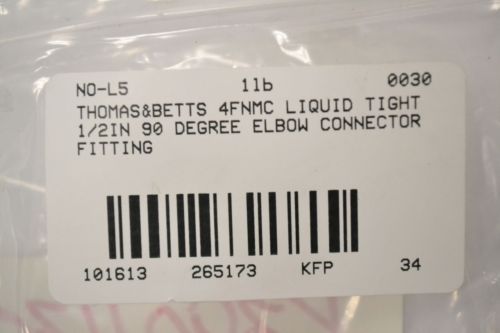 NO-L5 1lb 0030
THOMAS&BETTS 4FNMC LIQUID TIGHT
1/2IN 90 DEGREE ELBOW CONNECTOR
FITTING
101613 265173 KFP 34